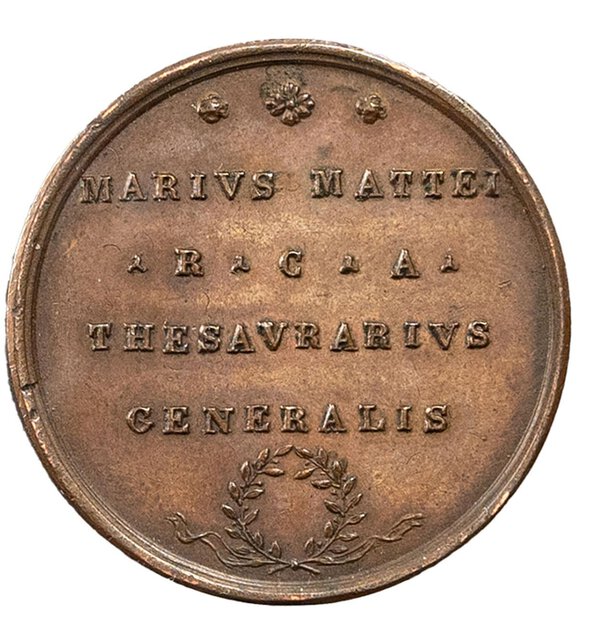 MARIVS MATTEI
R C A
THESAVRARIVS
GENERALIS